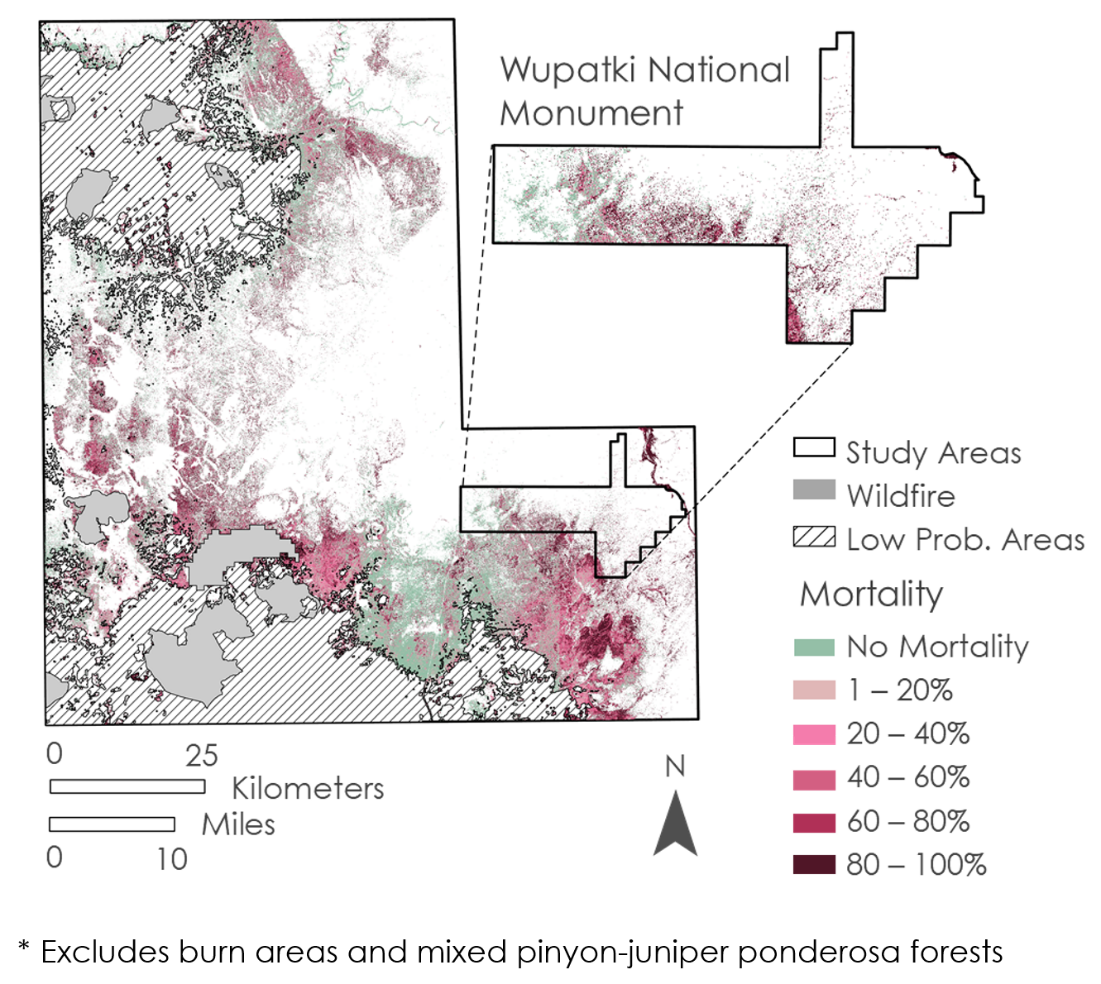 Wupatki National
Monument
Study Areas
Wildfire
Low Prob. Areas
Mortality
No Mortality
1 – 20%
20 – 40%
40 – 60%
60 – 80%
80 – 100%
0 25
Kilometers
Miles
0 10
N
* Excludes burn areas and mixed pinyon-juniper ponderosa forests